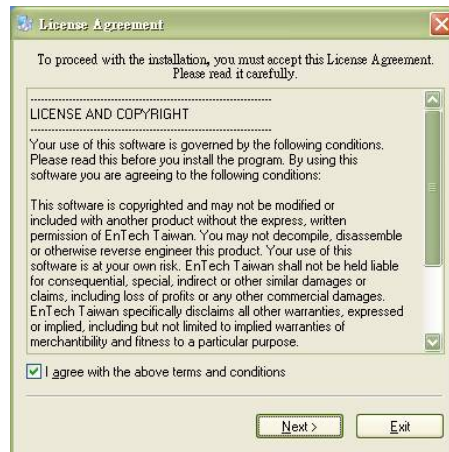 License Agreement
To proceed with the installation, you must accept this License Agreement.
Please read it carefully.
--------------------------------------------------------------------
LICENSE AND COPYRIGHT
--------------------------------------------------------------------
Your use of this software is governed by the following conditions.
Please read this before you install the program. By using this
software you are agreeing to the following conditions:
This software is copyrighted and may not be modified or
included with another product without the express, written
permission of EnTech Taiwan. You may not decompile, disassemble
or otherwise reverse engineer this product. Your use of this
software is at your own risk. EnTech Taiwan shall not be held liable
for consequential, special, indirect or other similar damages or
claims, including loss of profits or any other commercial damages.
EnTech Taiwan specifically disclaims all other warranties, expressed
or implied, including but not limited to implied warranties of
merchantibility and fitness to a particular purpose.
I agree with the above terms and conditions
Next >
Exit